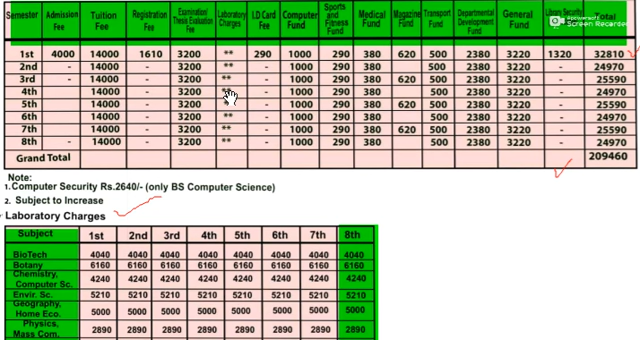 Semester Admission Fee Tuition Fee Registration Fee Examination/ Thesis Evaluation Fee Laboratory Charges I.D Card Fee Computer Fund Sports and Fitness Fund Medical Fund Magazine Fund Transport Fund Departmental Development Fund General Fund Library Security Total
Screen Recorder
1st 4000 14000 1610 3200 ** 290 1000 290 380 620 500 2380 3220 1320 32810
2nd - 14000 - 3200 ** - 1000 290 380 500 2380 3220 - 24970
3rd - 14000 - 3200 ** - 1000 290 380 620 500 2380 3220 - 25590
4th - 14000 - 3200 ** - 1000 290 380 500 2380 3220 - 24970
5th - 14000 - 3200 ** - 1000 290 380 620 500 2380 3220 - 25590
6th - 14000 - 3200 ** - 1000 290 380 500 2380 3220 - 24970
7th - 14000 - 3200 ** - 1000 290 380 620 500 2380 3220 - 25590
8th - 14000 - 3200 ** - 1000 290 380 500 2380 3220 - 24970
Grand Total 209460
Note:
1.Computer Security Rs.2640/- (only BS Computer Science)
2. Subject to Increase
Laboratory Charges
Subject 1st 2nd 3rd 4th 5th 6th 7th 8th
BioTech 4040 4040 4040 4040 4040 4040 4040 4040
Botany 6160 6160 6160 6160 6160 6160 6160 6160
Chemistry, Computer Sc. 4240 4240 4240 4240 4240 4240 4240 4240
Envir. Sc. 5210 5210 5210 5210 5210 5210 5210 5210
Geography, Home Eco. 5000 5000 5000 5000 5000 5000 5000 5000
Physics, Mass Com. 2890 2890 2890 2890 2890 2890 2890 2890